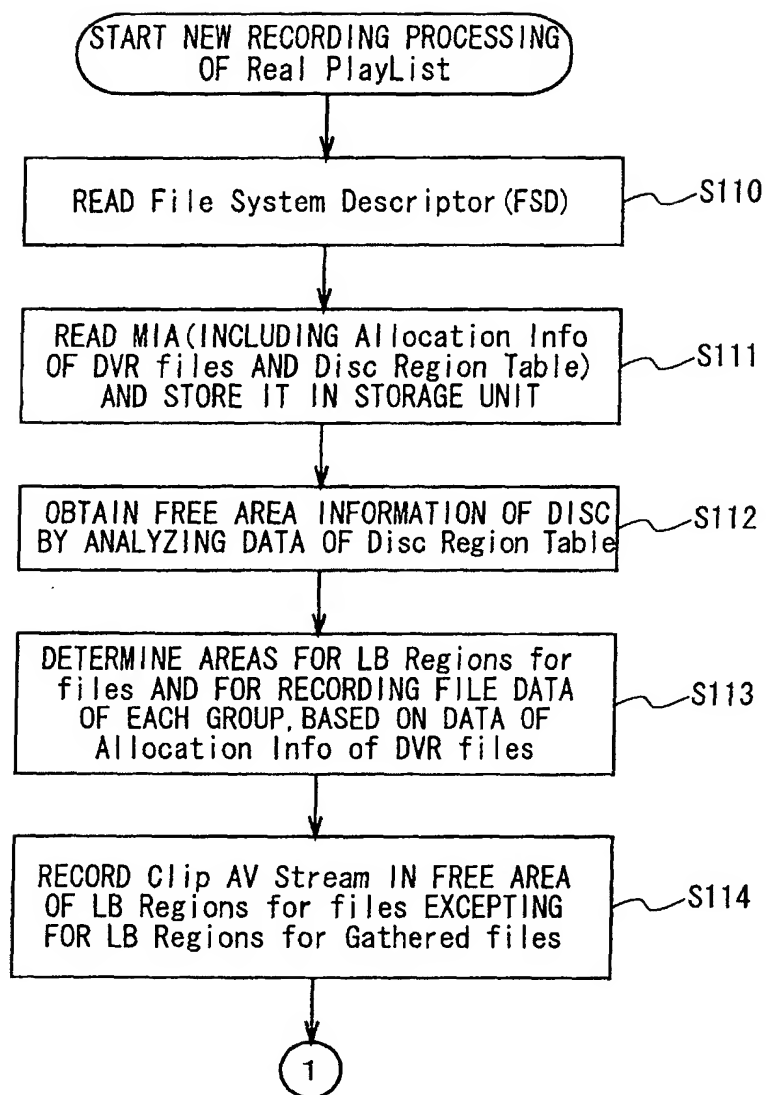 START NEW RECORDING PROCESSING
OF Real PlayList
READ File System Descriptor(FSD)
S110
READ MIA(INCLUDING Allocation Info
OF DVR files AND Disc Region Table)
AND STORE IT IN STORAGE UNIT
S111
OBTAIN FREE AREA INFORMATION OF DISC
BY ANALYZING DATA OF Disc Region Table
S112
DETERMINE AREAS FOR LB Regions for
files AND FOR RECORDING FILE DATA
OF EACH GROUP, BASED ON DATA OF
Allocation Info of DVR files
S113
RECORD Clip AV Stream IN FREE AREA
OF LB Regions for files EXCEPTING
FOR LB Regions for Gathered files
S114
1